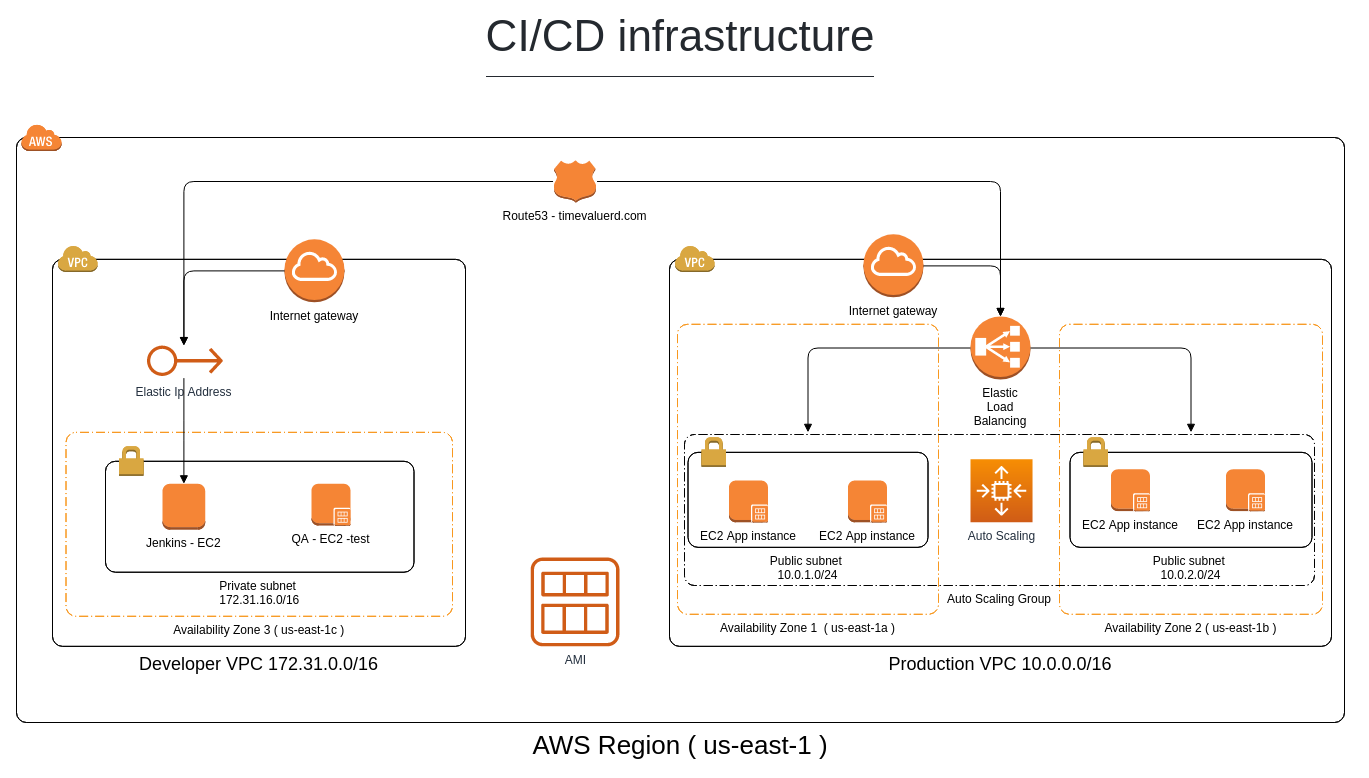 CI/CD infrastructure
AWS
Route53 - timevaluerd.com
VPC
Internet gateway
Elastic Ip Address
Jenkins - EC2
QA - EC2 -test
Private subnet
172.31.16.0/16
Availability Zone 3 ( us-east-1c )
Developer VPC 172.31.0.0/16
AMI
VPC
Internet gateway
Elastic
Load
Balancing
EC2 App instance
EC2 App instance
Public subnet
10.0.1.0/24
Availability Zone 1 ( us-east-1a )
Auto Scaling
Auto Scaling Group
EC2 App instance
EC2 App instance
Public subnet
10.0.2.0/24
Availability Zone 2 ( us-east-1b )
Production VPC 10.0.0.0/16
AWS Region ( us-east-1 )